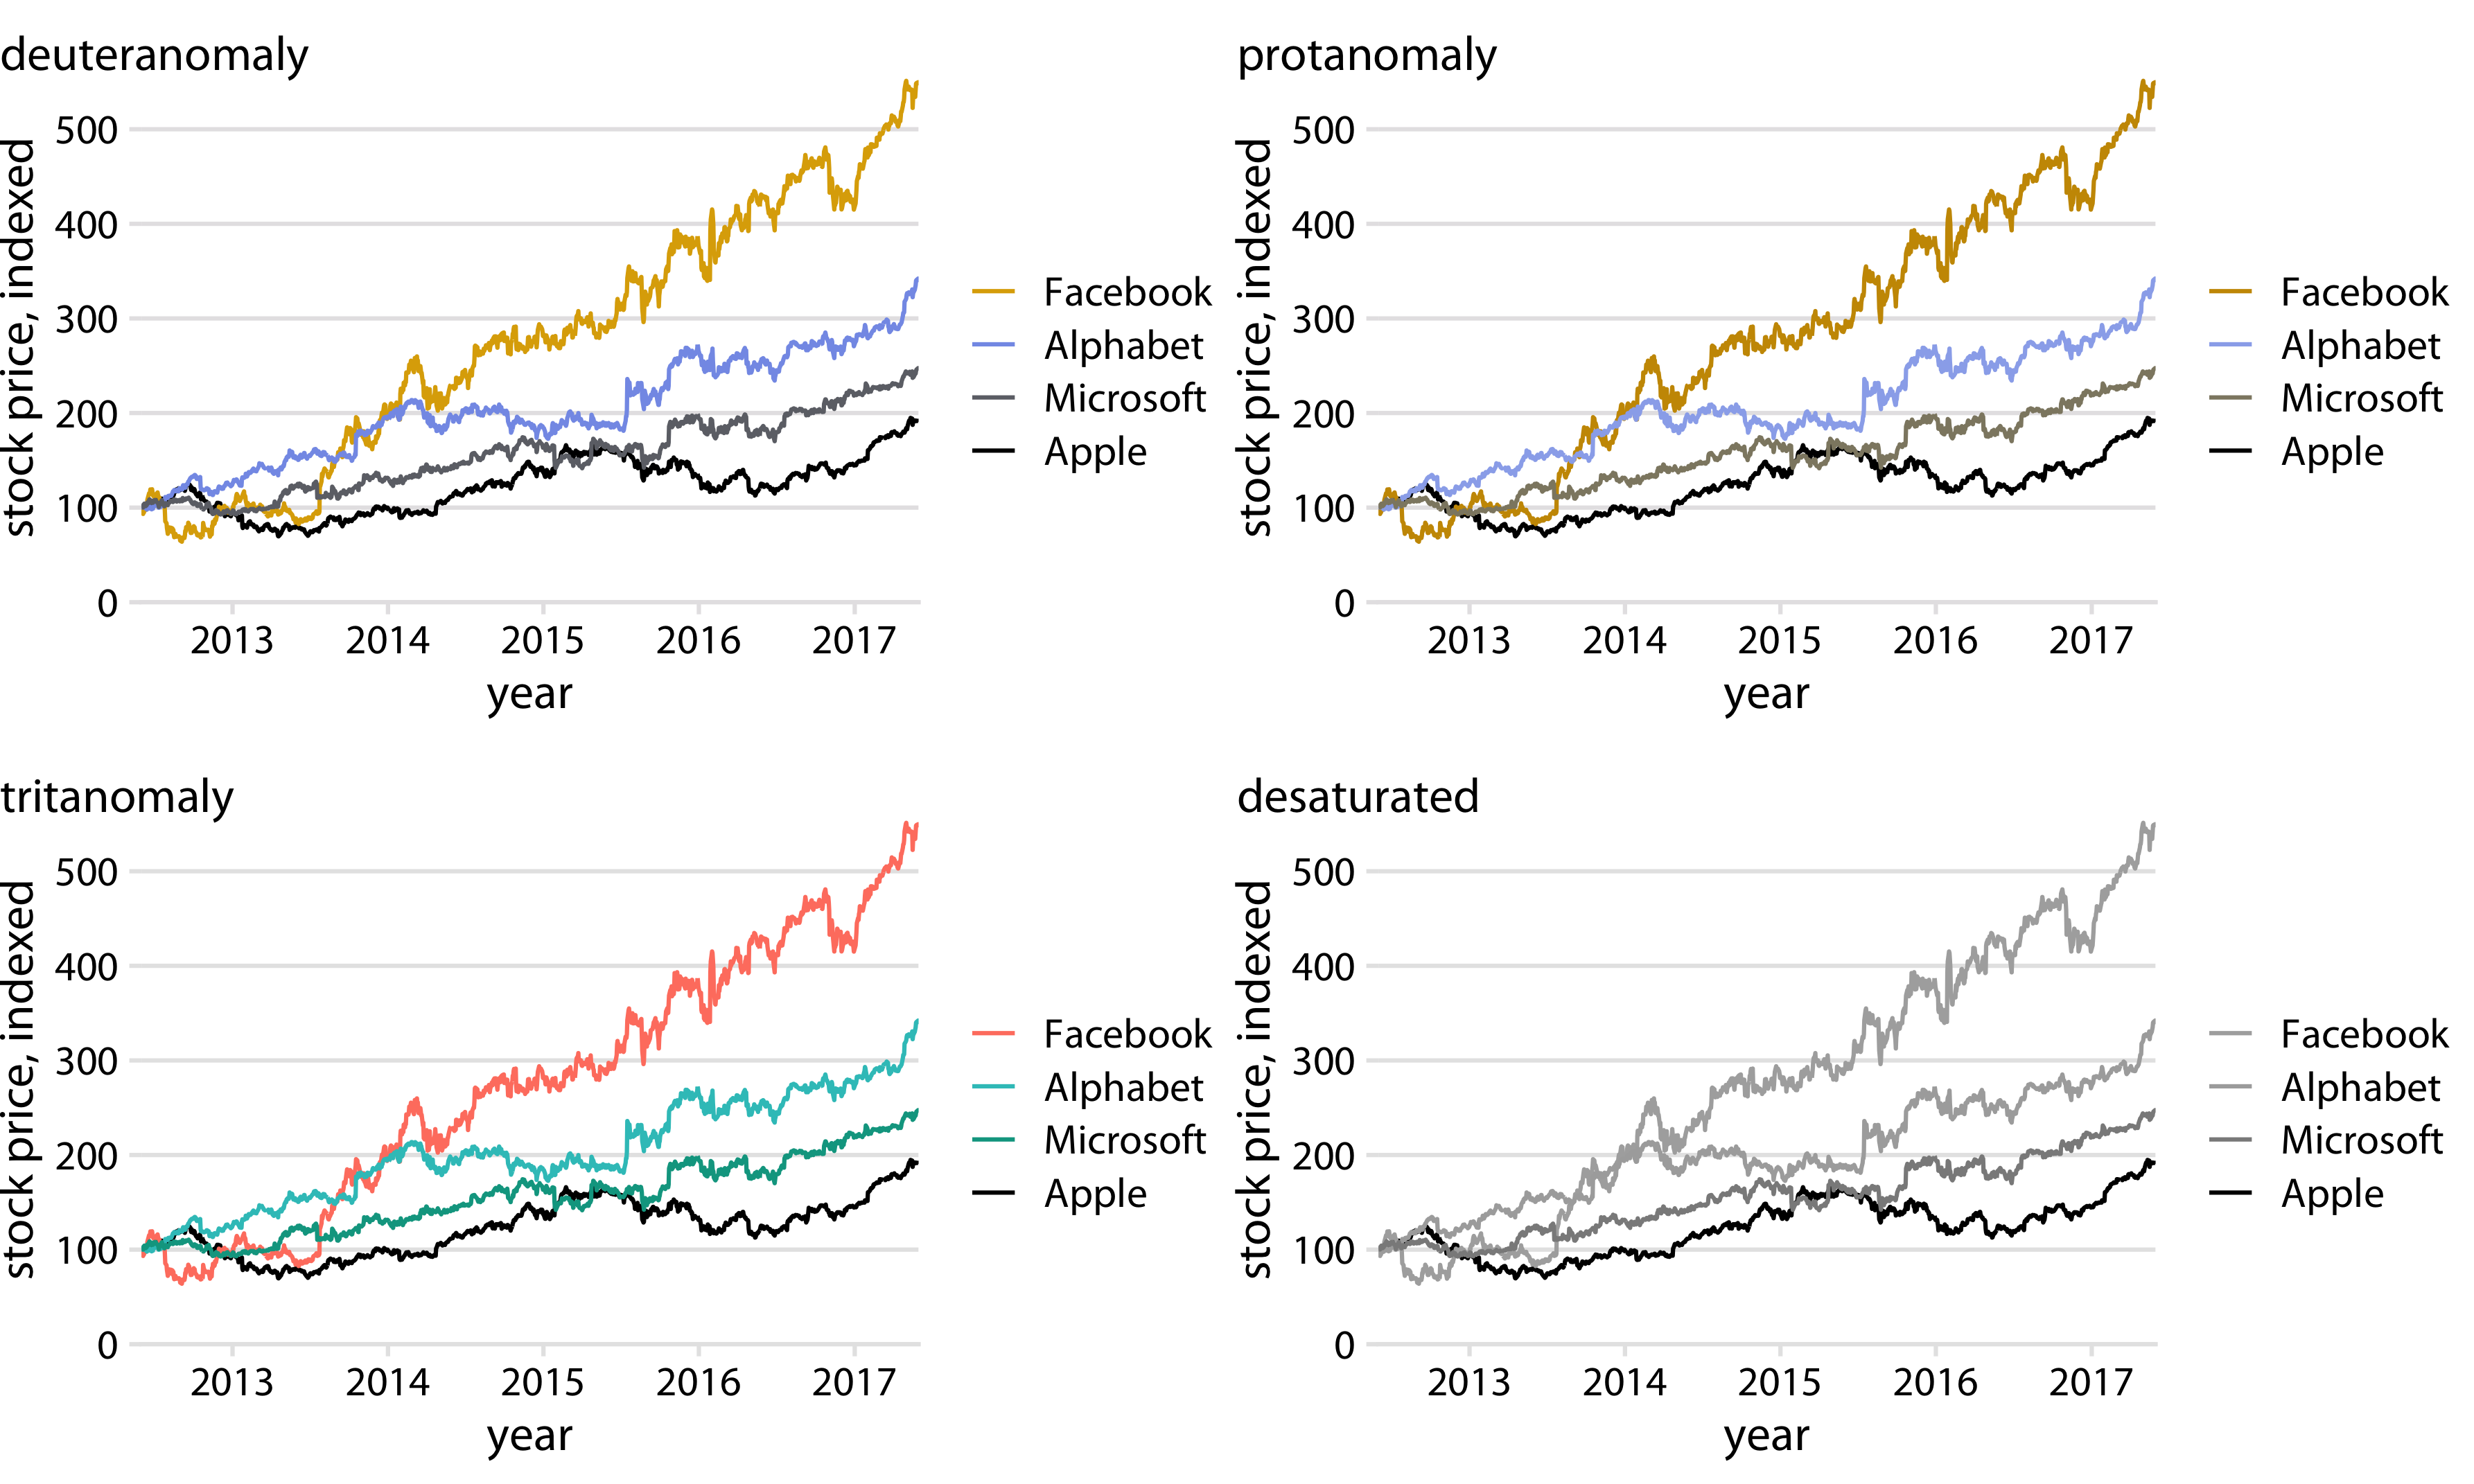 deuteranomaly
stock price, indexed
500
400
300
200
100
0
2013 2014 2015 2016 2017
year
Facebook
Alphabet
Microsoft
Apple
protanomaly
stock price, indexed
500
400
300
200
100
0
2013 2014 2015 2016 2017
year
Facebook
Alphabet
Microsoft
Apple
tritanomaly
stock price, indexed
500
400
300
200
100
0
2013 2014 2015 2016 2017
year
Facebook
Alphabet
Microsoft
Apple
desaturated
stock price, indexed
500
400
300
200
100
0
2013 2014 2015 2016 2017
year
Facebook
Alphabet
Microsoft
Apple